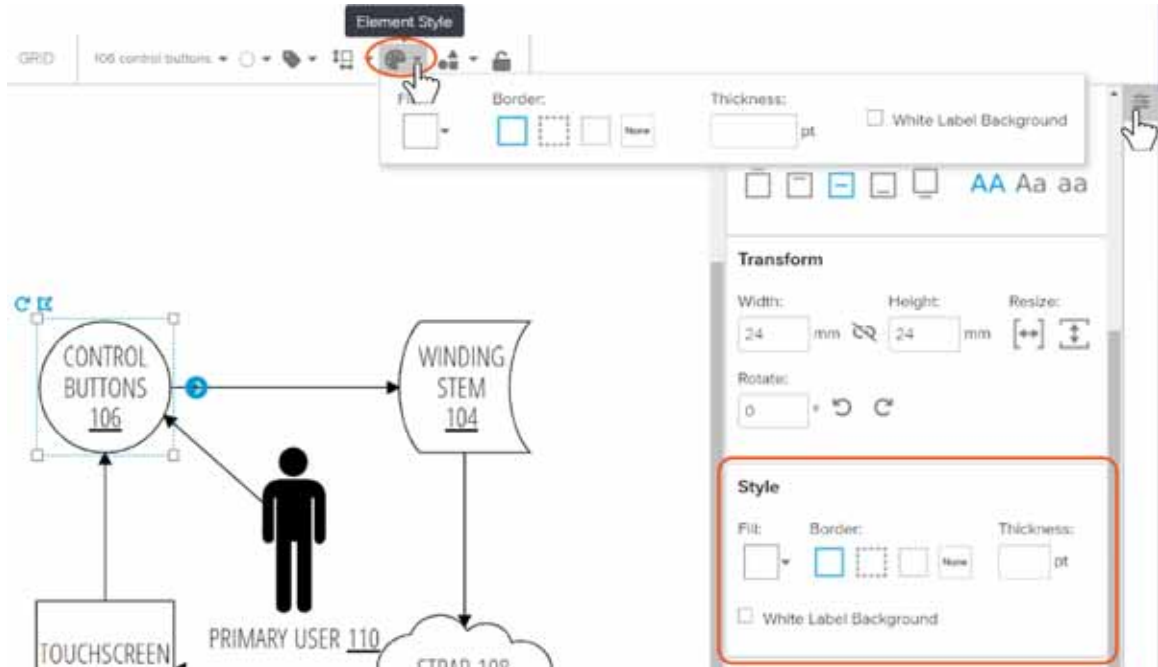 Element Style
GRID
106 control buttons
Fill:
Border:
Thickness:
None
pt
White Label Background
AA Aa aa
Transform
Width:
Height:
Resize:
24
mm
24
mm
Rotate:
0
°
Style
Fill:
Border:
Thickness:
None
pt
White Label Background
CONTROL
BUTTONS
106
WINDING
STEM
104
PRIMARY USER 110
TOUCHSCREEN
STRAP 108